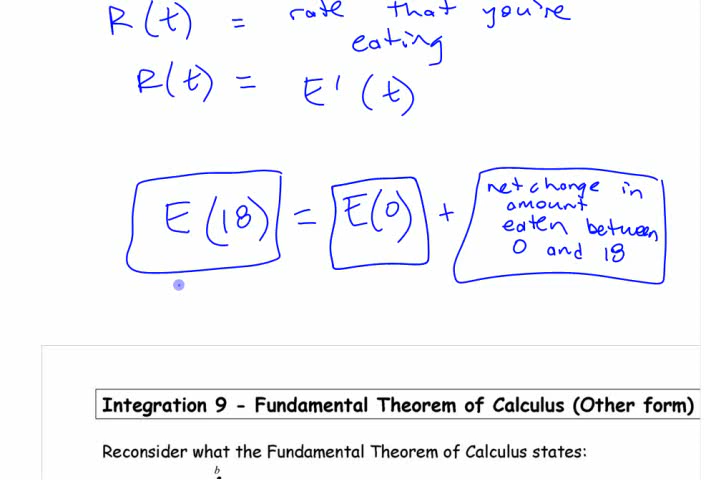 R(t) = rate that you're
eating
R(t) = E'(t)
E(18) = E(0) + net change in
amount
eaten between
0 and 18
Integration 9 - Fundamental Theorem of Calculus (Other form)
Reconsider what the Fundamental Theorem of Calculus states:
b